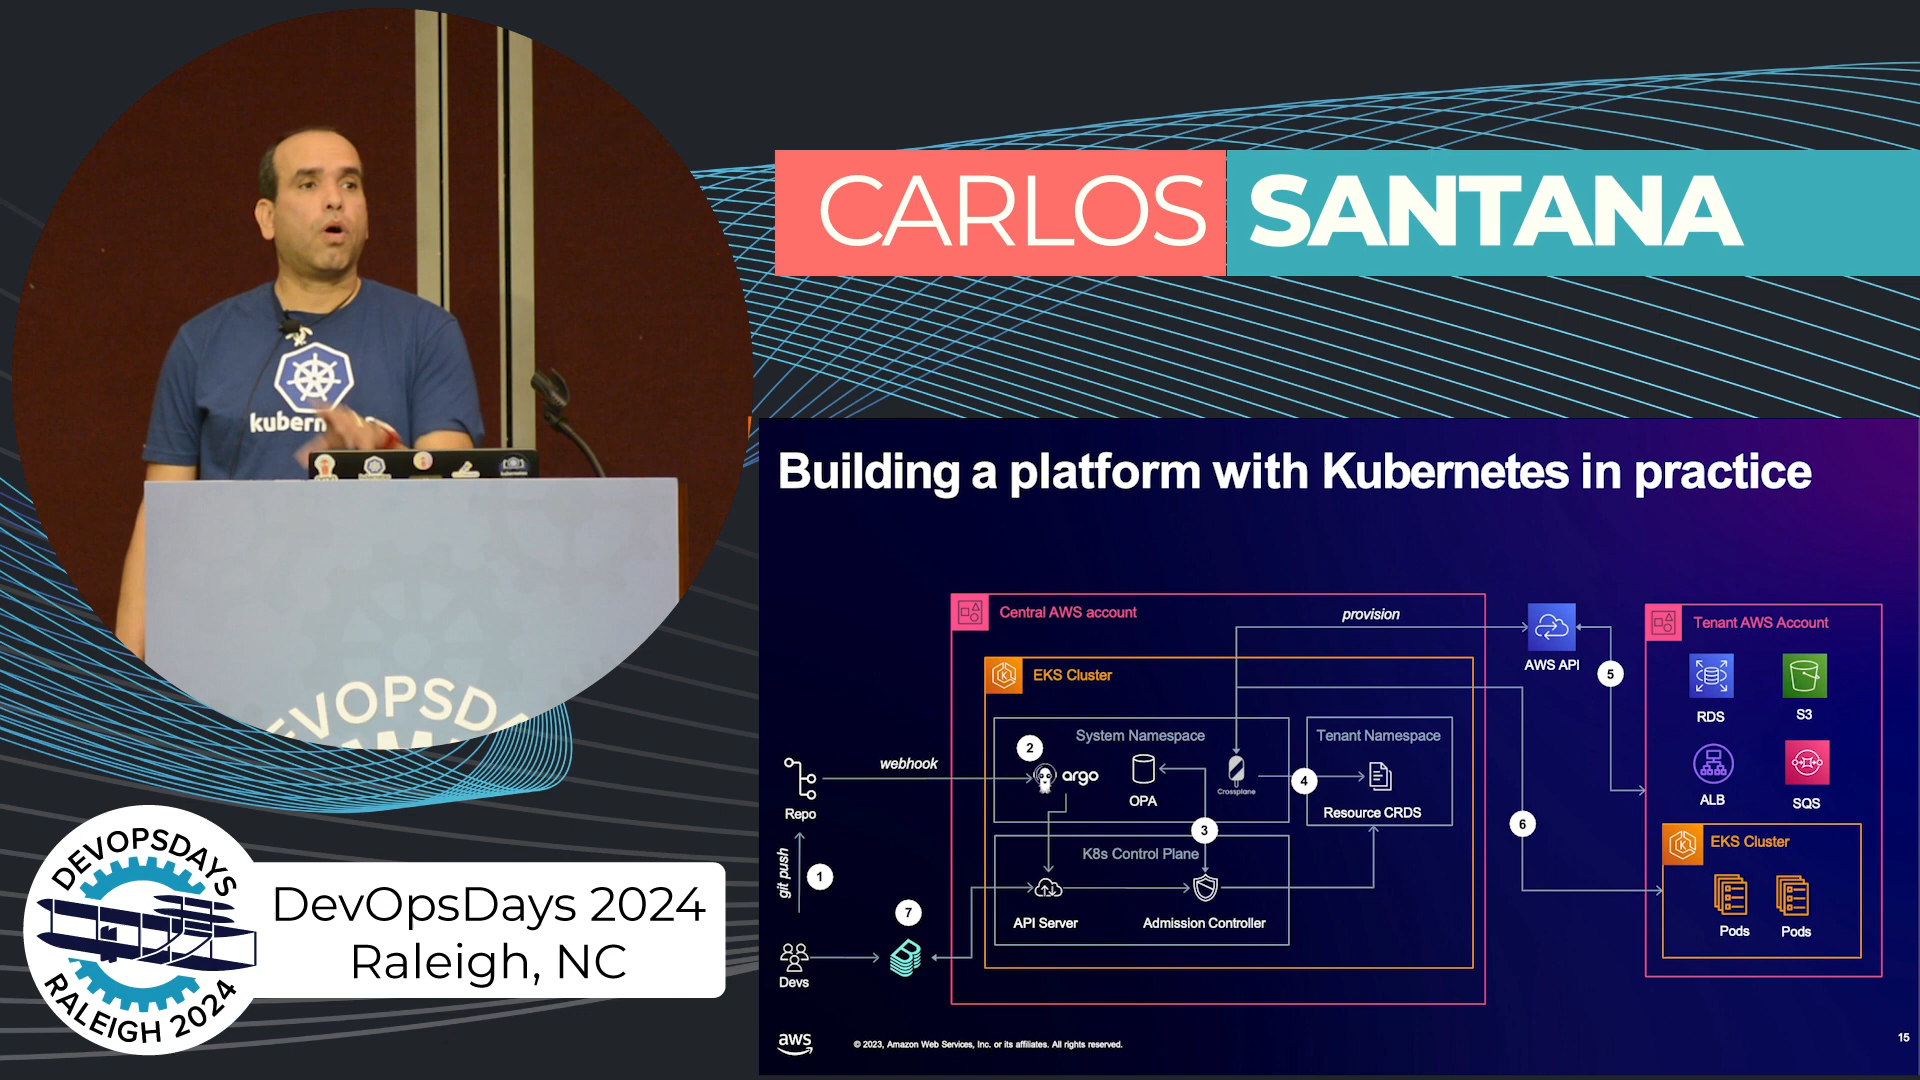 CARLOS SANTANA
kubern
DEVOPSDAYS
RALEIGH 2024
DevOpsDays 2024
Raleigh, NC
Building a platform with Kubernetes in practice
Central AWS account
provision
AWS API
5
Tenant AWS Account
RDS
S3
ALB
SQS
EKS Cluster
Pods
Pods
EKS Cluster
System Namespace
Tenant Namespace
2
argo
OPA
Crossplane
4
Resource CRDS
3
6
K8s Control Plane
API Server
Admission Controller
webhook
Repo
git push
1
7
Devs
aws
© 2023, Amazon Web Services, Inc. or its affiliates. All rights reserved.
15